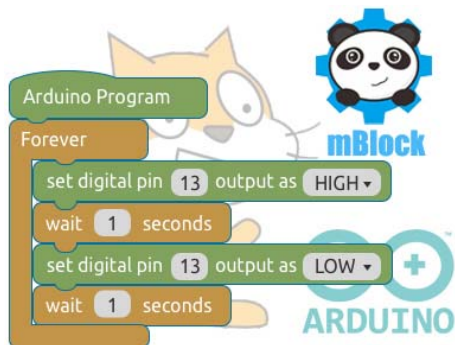 Arduino Program
Forever
set digital pin 13 output as HIGH
wait 1 seconds
set digital pin 13 output as LOW
wait 1 seconds
mBlock
ARDUINO